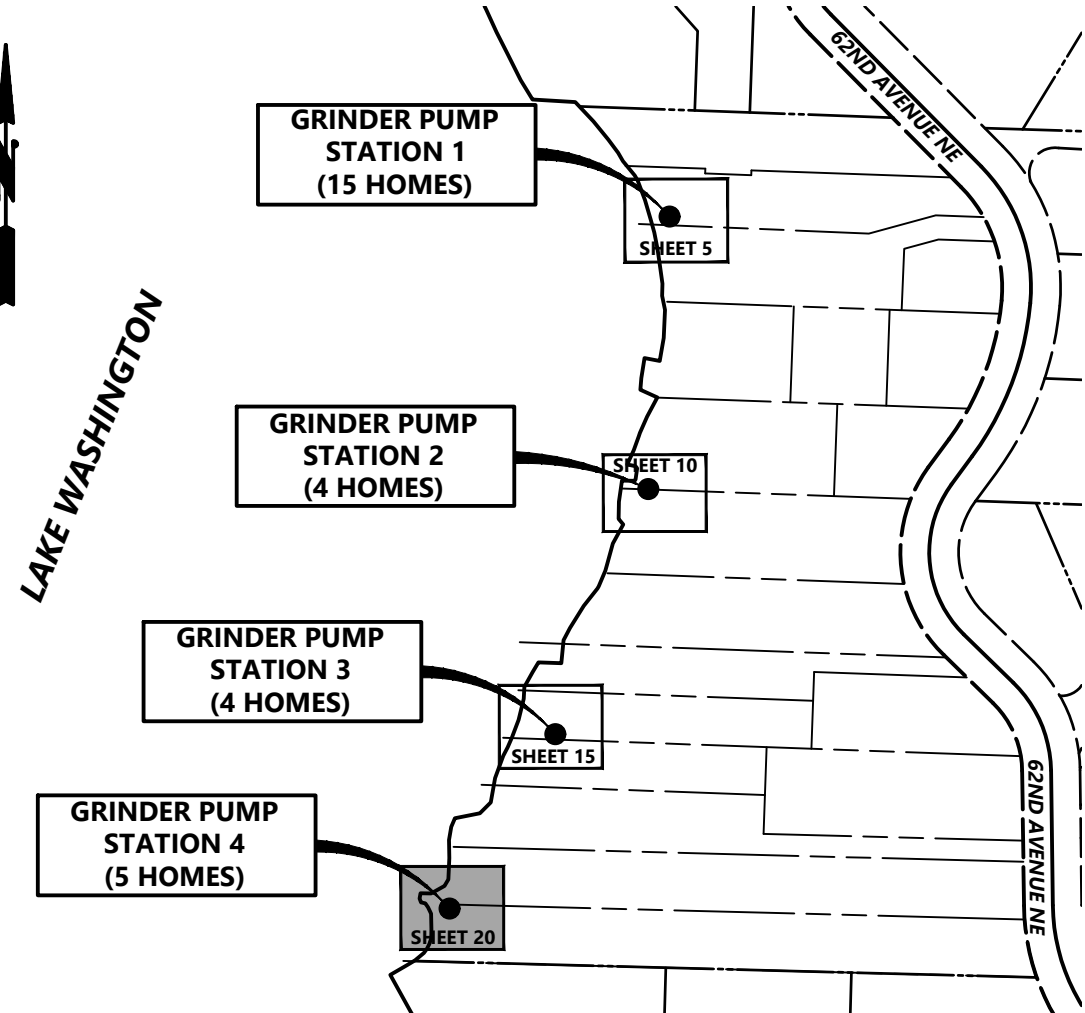 62ND AVENUE NE
GRINDER PUMP
STATION 1
(15 HOMES)
SHEET 5
LAKE WASHINGTON
GRINDER PUMP
STATION 2
(4 HOMES)
SHEET 10
GRINDER PUMP
STATION 3
(4 HOMES)
SHEET 15
62ND AVENUE NE
GRINDER PUMP
STATION 4
(5 HOMES)
SHEET 20